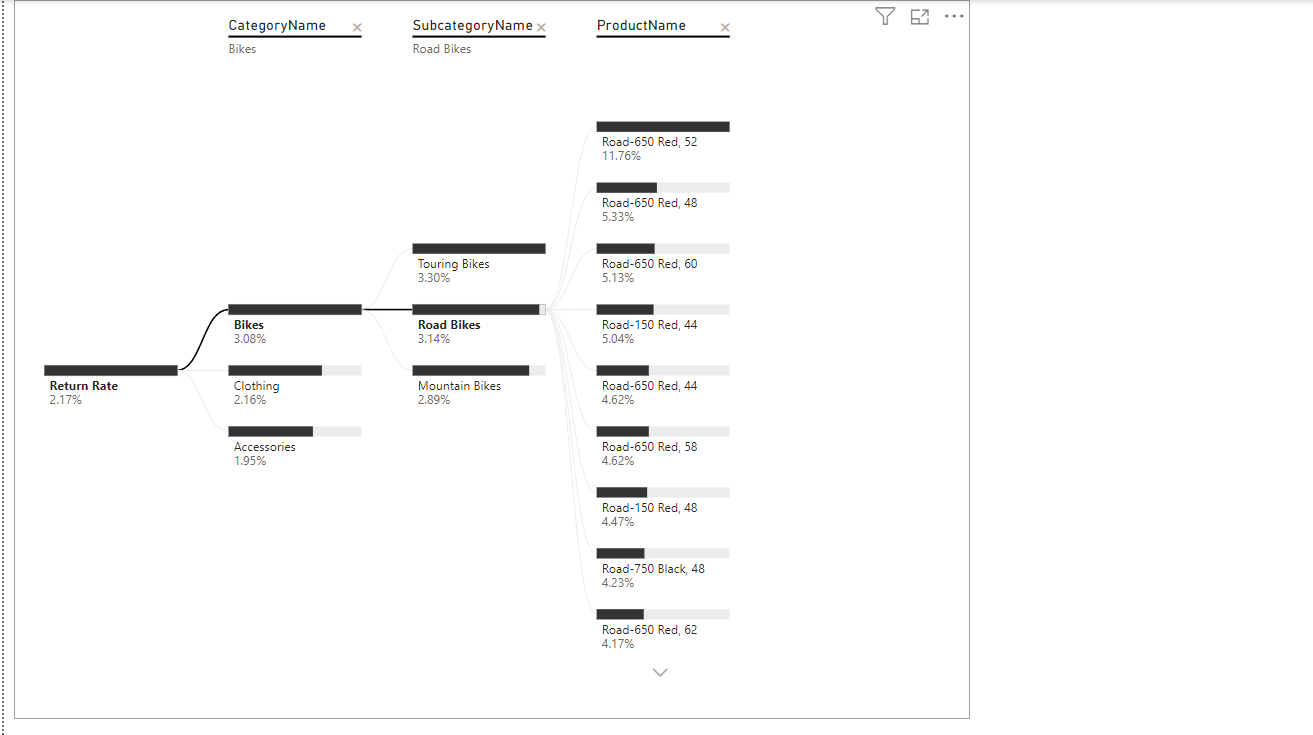 CategoryName
Bikes
SubcategoryName
Road Bikes
ProductName
Return Rate
2.17%
Bikes
3.08%
Clothing
2.16%
Accessories
1.95%
Touring Bikes
3.30%
Road Bikes
3.14%
Mountain Bikes
2.89%
Road-650 Red, 52
11.76%
Road-650 Red, 48
5.33%
Road-650 Red, 60
5.13%
Road-150 Red, 44
5.04%
Road-650 Red, 44
4.62%
Road-650 Red, 58
4.62%
Road-150 Red, 48
4.47%
Road-750 Black, 48
4.23%
Road-650 Red, 62
4.17%